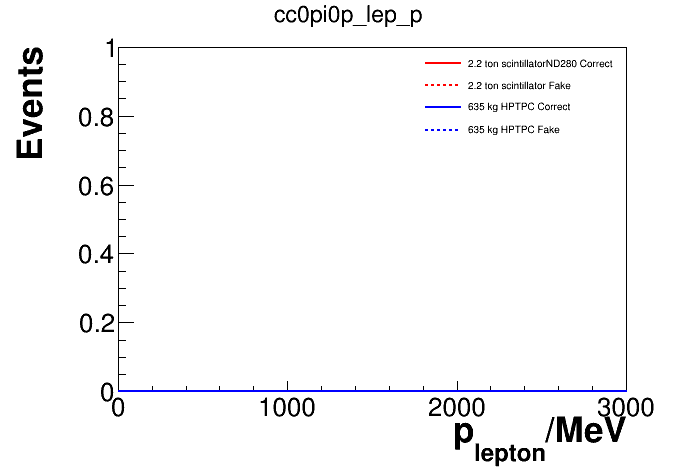 cc0pi0p_lep_p
Events
1
0.8
0.6
0.4
0.2
0
2.2 ton scintillatorND280 Correct
2.2 ton scintillator Fake
635 kg HPTPC Correct
635 kg HPTPC Fake
0 1000 2000 3000
p_lepton/MeV